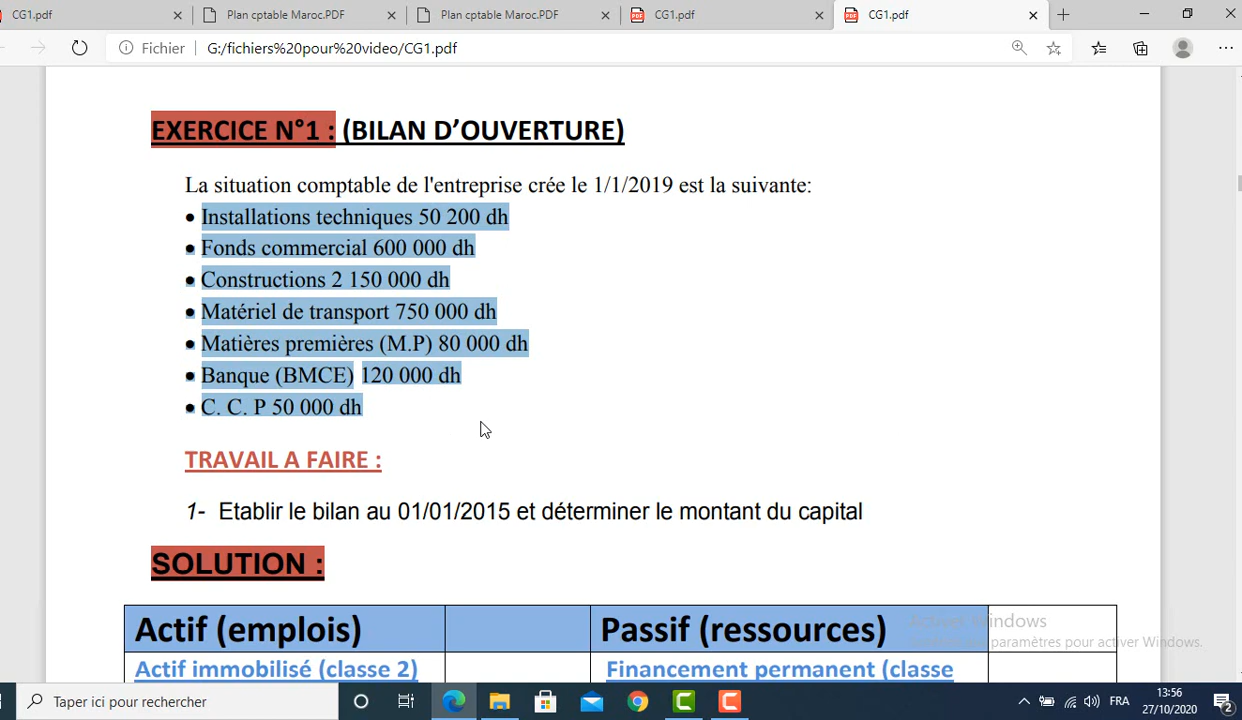 CG1.pdf
Plan cptable Maroc.PDF
Plan cptable Maroc.PDF
CG1.pdf
CG1.pdf
Fichier
G:/fichiers%20pour%20video/CG1.pdf
EXERCICE N°1 : (BILAN D’OUVERTURE)
La situation comptable de l'entreprise crée le 1/1/2019 est la suivante:
• Installations techniques 50 200 dh
• Fonds commercial 600 000 dh
• Constructions 2 150 000 dh
• Matériel de transport 750 000 dh
• Matières premières (M.P) 80 000 dh
• Banque (BMCE) 120 000 dh
• C. C. P 50 000 dh
TRAVAIL A FAIRE :
1- Etablir le bilan au 01/01/2015 et déterminer le montant du capital
SOLUTION :
Actif (emplois) Passif (ressources)
Activer Windows
paramètres pour activer Windows.
Actif immobilisé (classe 2) Financement permanent (classe
Taper ici pour rechercher
FRA
13:56
27/10/2020
2